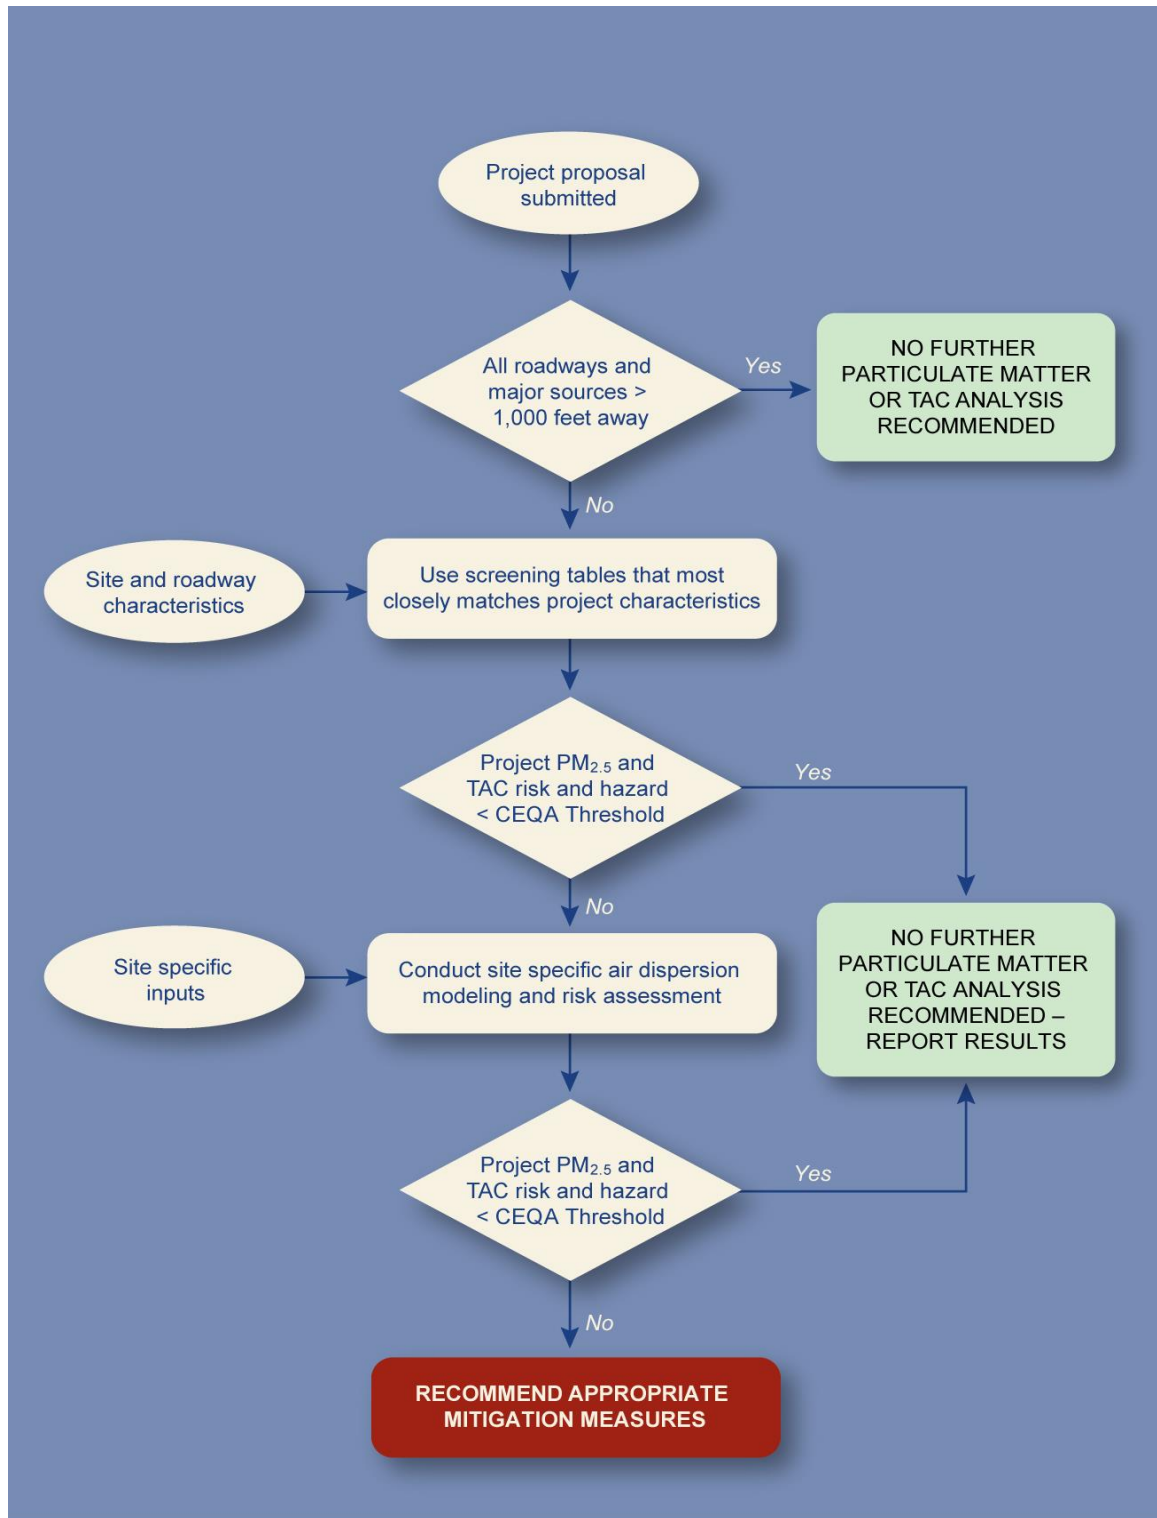 Project proposal
submitted
All roadways and
major sources >
1,000 feet away
Yes
NO FURTHER
PARTICULATE MATTER
OR TAC ANALYSIS
RECOMMENDED
No
Site and roadway
characteristics
Use screening tables that most
closely matches project characteristics
Project PM2.5 and
TAC risk and hazard
< CEQA Threshold
Yes
No
NO FURTHER
PARTICULATE MATTER
OR TAC ANALYSIS
RECOMMENDED –
REPORT RESULTS
Site specific
inputs
Conduct site specific air dispersion
modeling and risk assessment
Project PM2.5 and
TAC risk and hazard
< CEQA Threshold
Yes
No
RECOMMEND APPROPRIATE
MITIGATION MEASURES